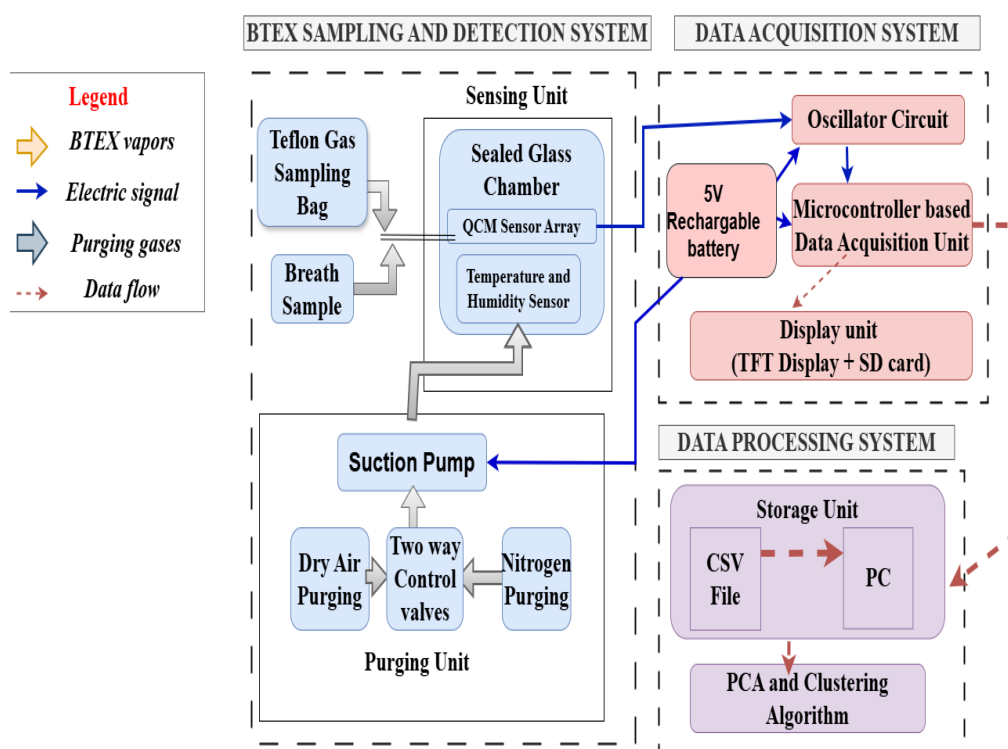 BTEX SAMPLING AND DETECTION SYSTEM
DATA ACQUISITION SYSTEM
Legend
BTEX vapors
Electric signal
Purging gases
Data flow
Sensing Unit
Teflon Gas
Sampling
Bag
Breath
Sample
Sealed Glass
Chamber
QCM Sensor Array
Temperature and
Humidity Sensor
Suction Pump
Dry Air
Purging
Two way
Control
valves
Nitrogen
Purging
Purging Unit
Oscillator Circuit
5V
Rechargable
battery
Microcontroller based
Data Acquisition Unit
Display unit
(TFT Display + SD card)
DATA PROCESSING SYSTEM
Storage Unit
CSV
File
PC
PCA and Clustering
Algorithm